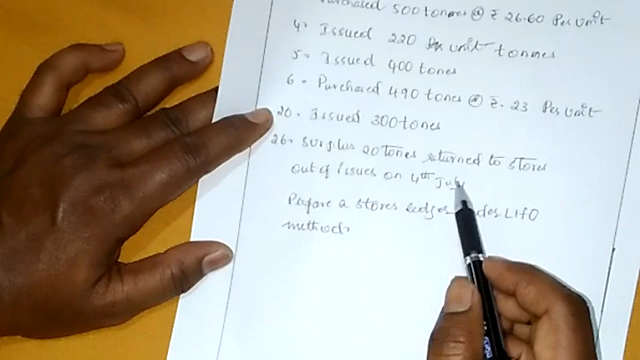 Purchased 500 tonnes @ ₹ 26.60 Per unit
4. Issued 220 Per unit tonnes
5. Issued 400 tones
6. Purchased 490 tones @ ₹. 23 Per unit
20. Issued 300 tones
26. Surplus 20 Tones returned to stores
out of issues on 4th July
Prepare a stores LIFO
method.